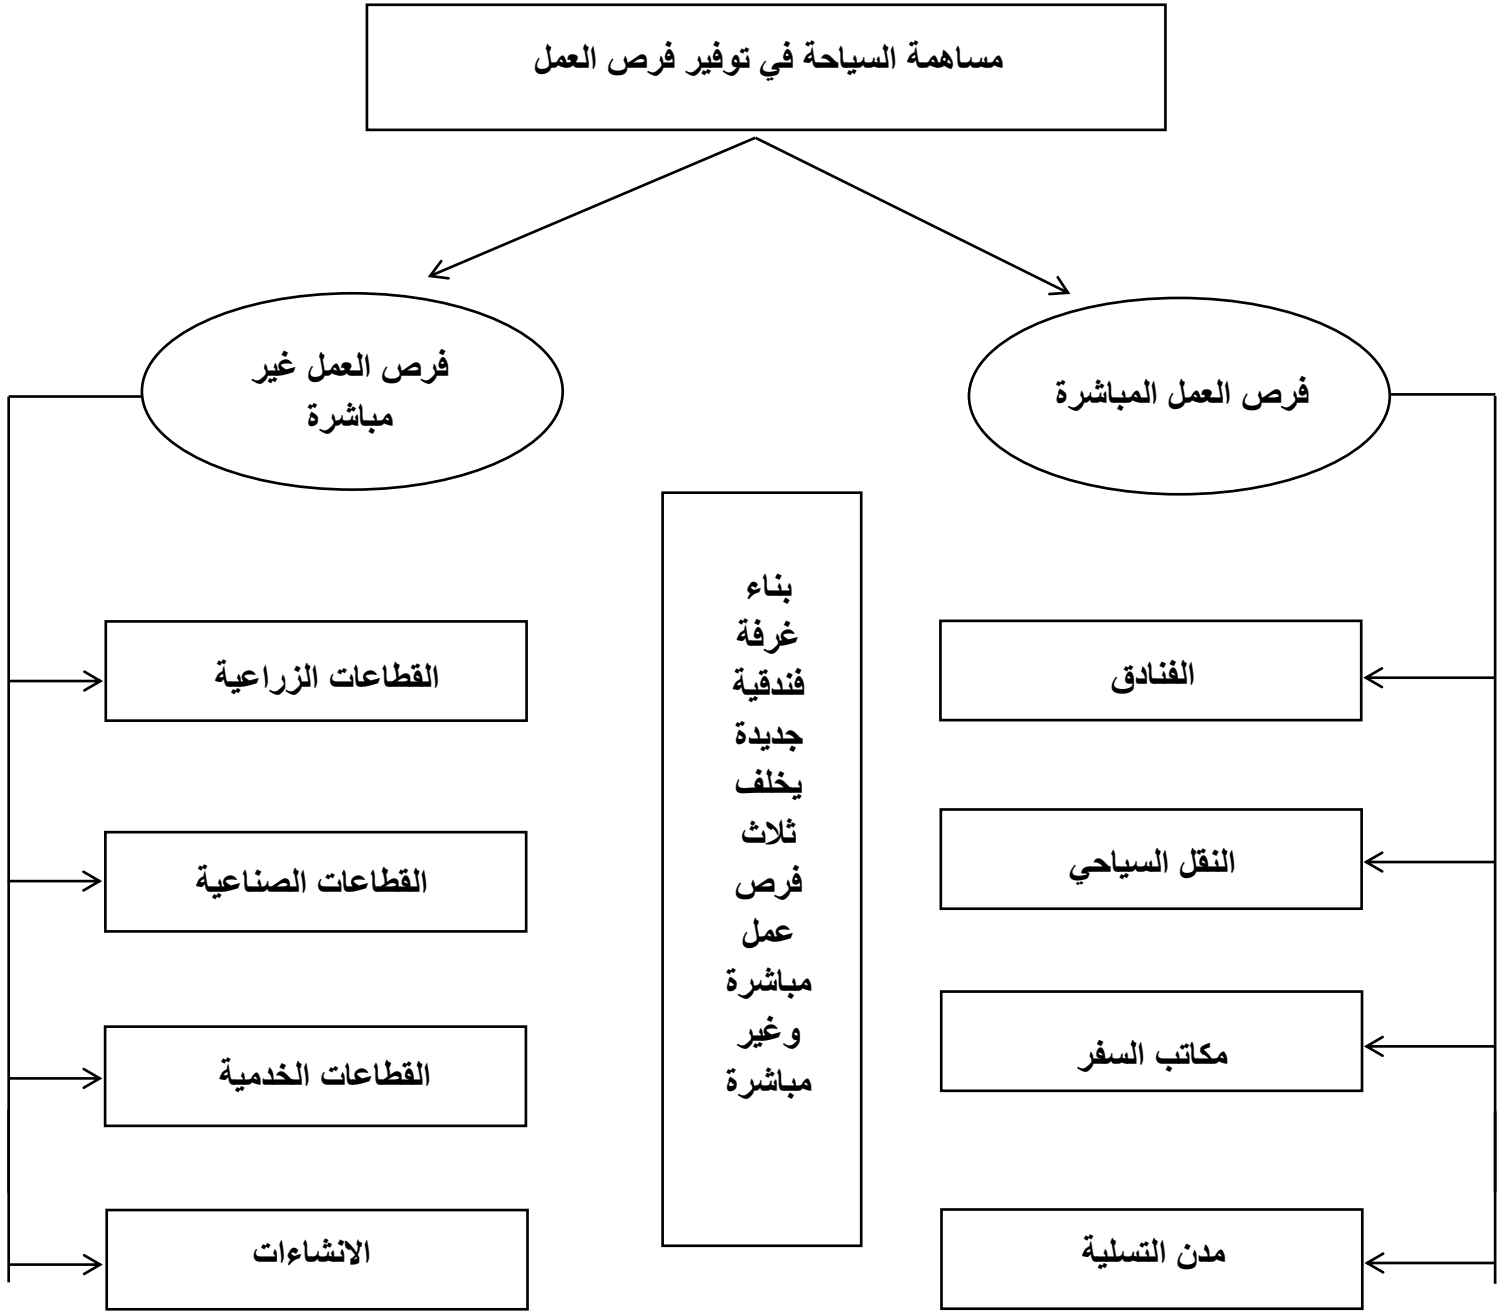 مساهمة السياحة في توفير فرص العمل
فرص العمل المباشرة
فرص العمل غير
مباشرة
الفنادق
النقل السياحي
مكاتب السفر
مدن التسلية
بناء
غرفة
فندقية
جديدة
يخلف
ثلاث
فرص
عمل
مباشرة
وغير
مباشرة
القطاعات الزراعية
القطاعات الصناعية
القطاعات الخدمية
الانشاءات